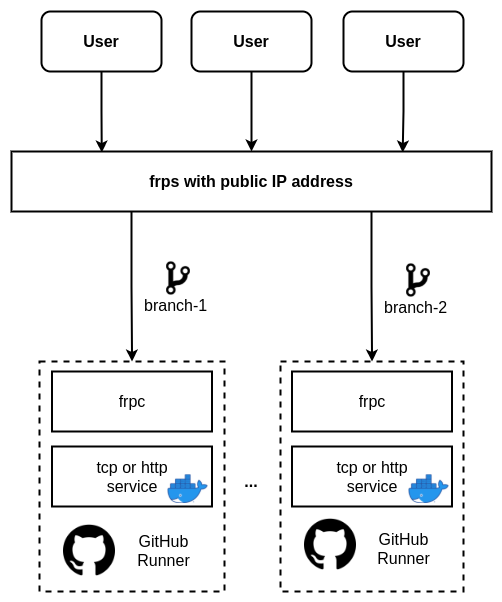 User
User
User
frps with public IP address
branch-1
branch-2
frpc
frpc
tcp or http
service
tcp or http
service
...
GitHub
Runner
GitHub
Runner